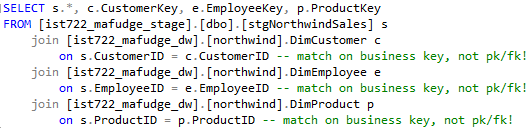 SELECT s.*, c.CustomerKey, e.EmployeeKey, p.ProductKey
FROM [ist722_mafudge_stage].[dbo].[stgNorthwindSales] s
join [ist722_mafudge_dw].[northwind].DimCustomer c
on s.CustomerID = c.CustomerID -- match on business key, not pk/fk!
join [ist722_mafudge_dw].[northwind].DimEmployee e
on s.EmployeeID = e.EmployeeID -- match on business key, not pk/fk!
join [ist722_mafudge_dw].[northwind].DimProduct p
on s.ProductID = p.ProductID -- match on business key, not pk/fk!